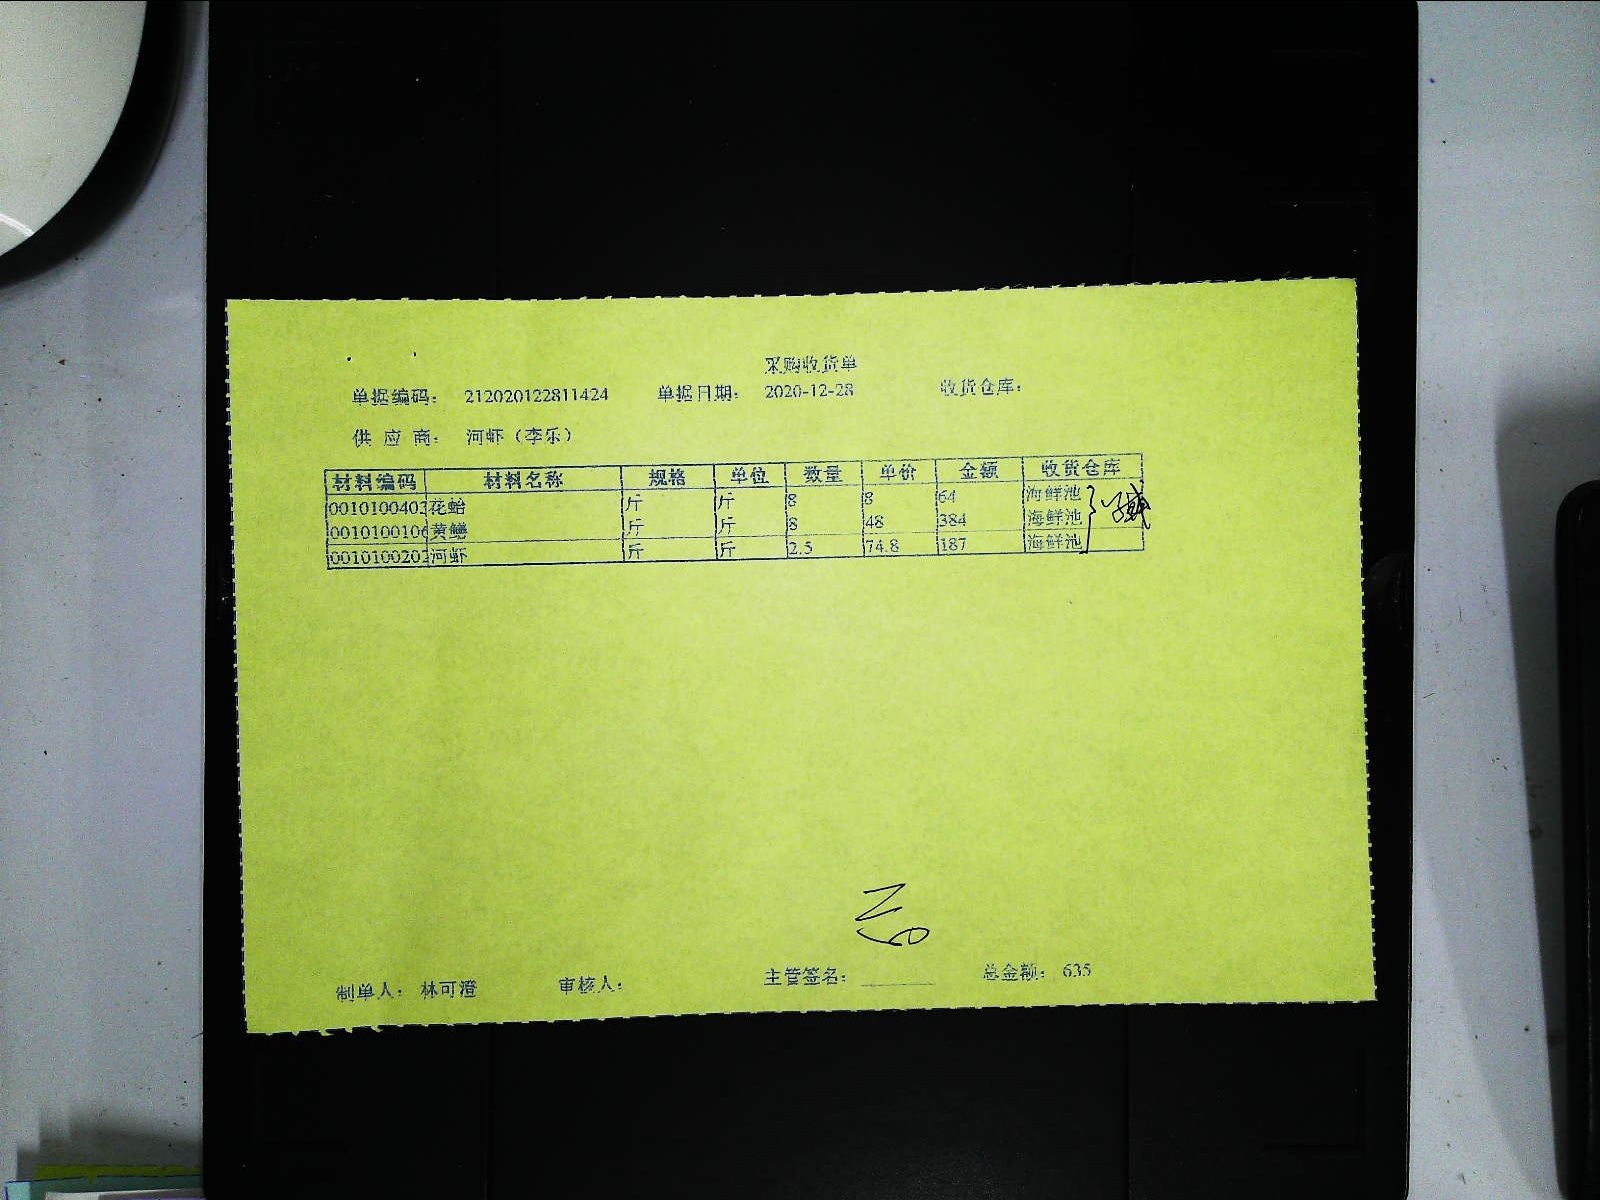 采购收货单
单据编码： 212020122811424 单据日期： 2020-12-28 收货仓库：
供 应 商： 河虾（李乐）
材料编码 材料名称 规格 单位 数量 单价 金额 收货仓库
0010100403 花蛤 斤 斤 8 8 64 海鲜池
0010100106 黄鳝 斤 斤 8 48 384 海鲜池
0010100202 河虾 斤 斤 2.5 74.8 187 海鲜池
制单人： 林可澄 审核人： 主管签名： 总金额： 635